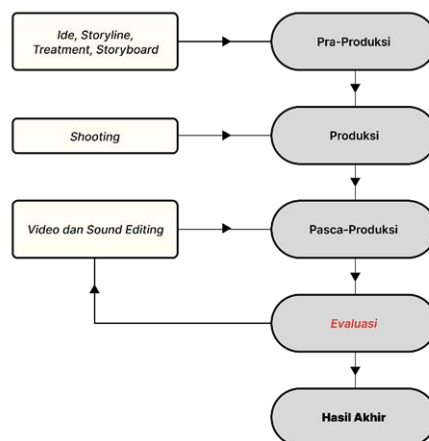 Ide, Storyline,
Treatment, Storyboard
Pra-Produksi
Shooting
Produksi
Video dan Sound Editing
Pasca-Produksi
Evaluasi
Hasil Akhir